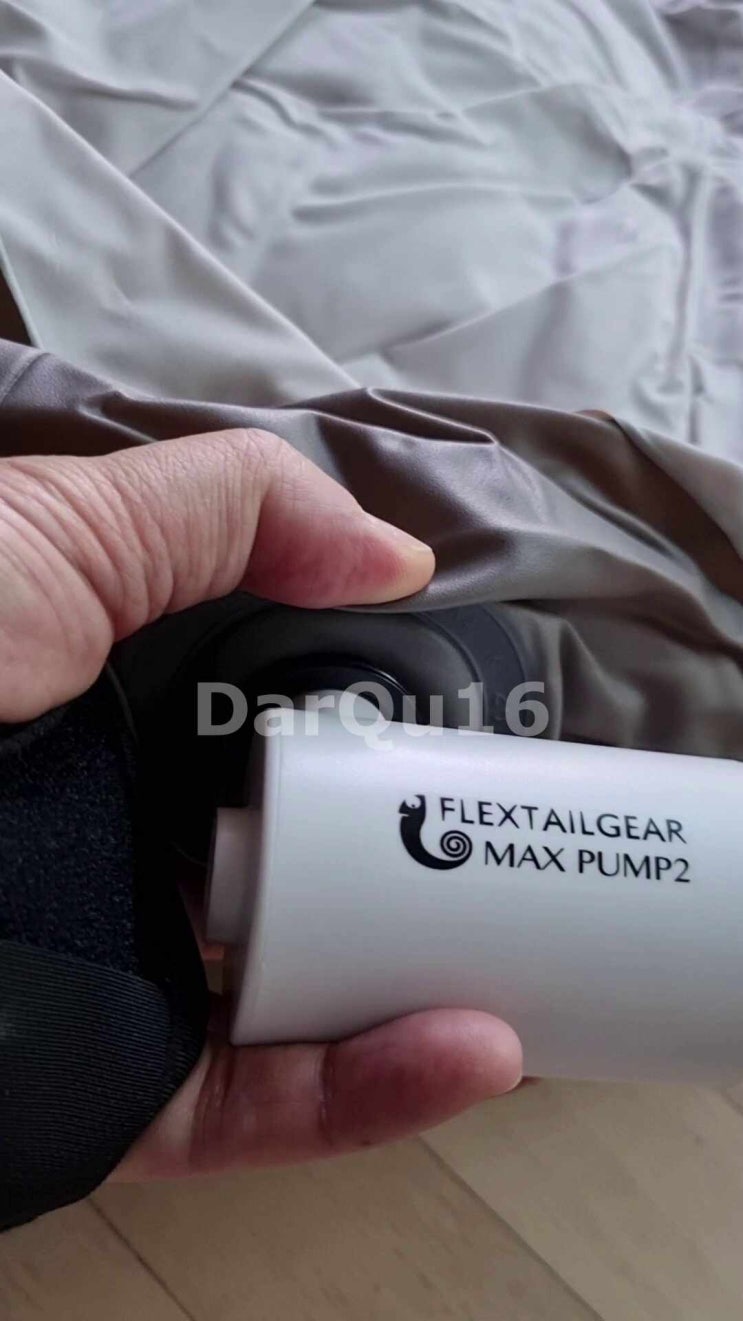 DarQu16
FLEXTAILGEAR
MAX PUMP2